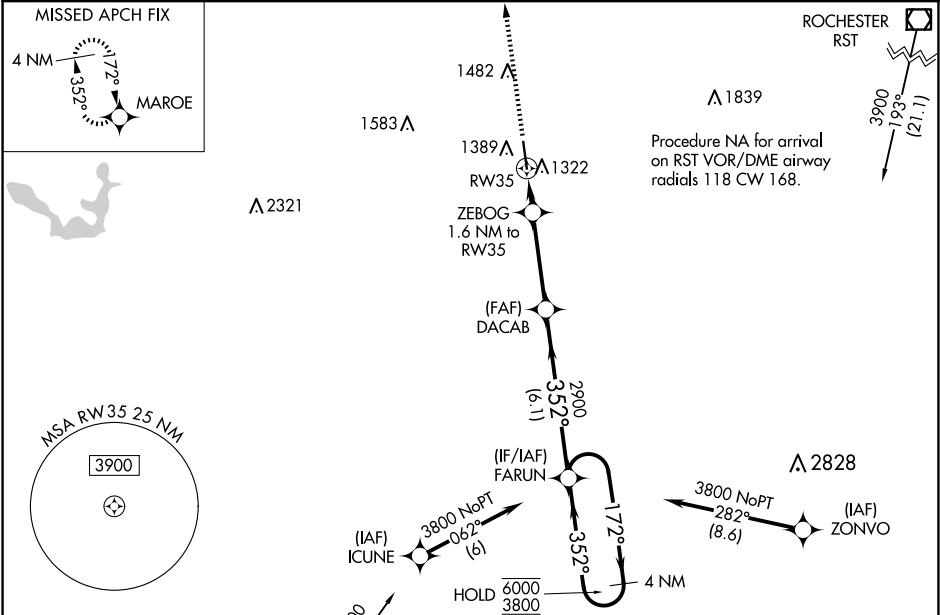 MISSED APCH FIX
4 NM
172°
352°
MAROE
ROCHESTER
RST
3900
193°
(21.1)
1482
1839
1583
1389
1322
RW35
Procedure NA for arrival
on RST VOR/DME airway
radials 118 CW 168.
2321
ZEBOG
1.6 NM to
RW35
(FAF)
DACAB
2900
352°
(6.1)
MSA RW35 25 NM
3900
(IF/IAF)
FARUN
2828
3800 NoPT
282°
(8.6)
(IAF)
ZONVO
3800 NoPT
062°
(6)
(IAF)
ICUNE
172°
352°
HOLD
6000
3800
4 NM